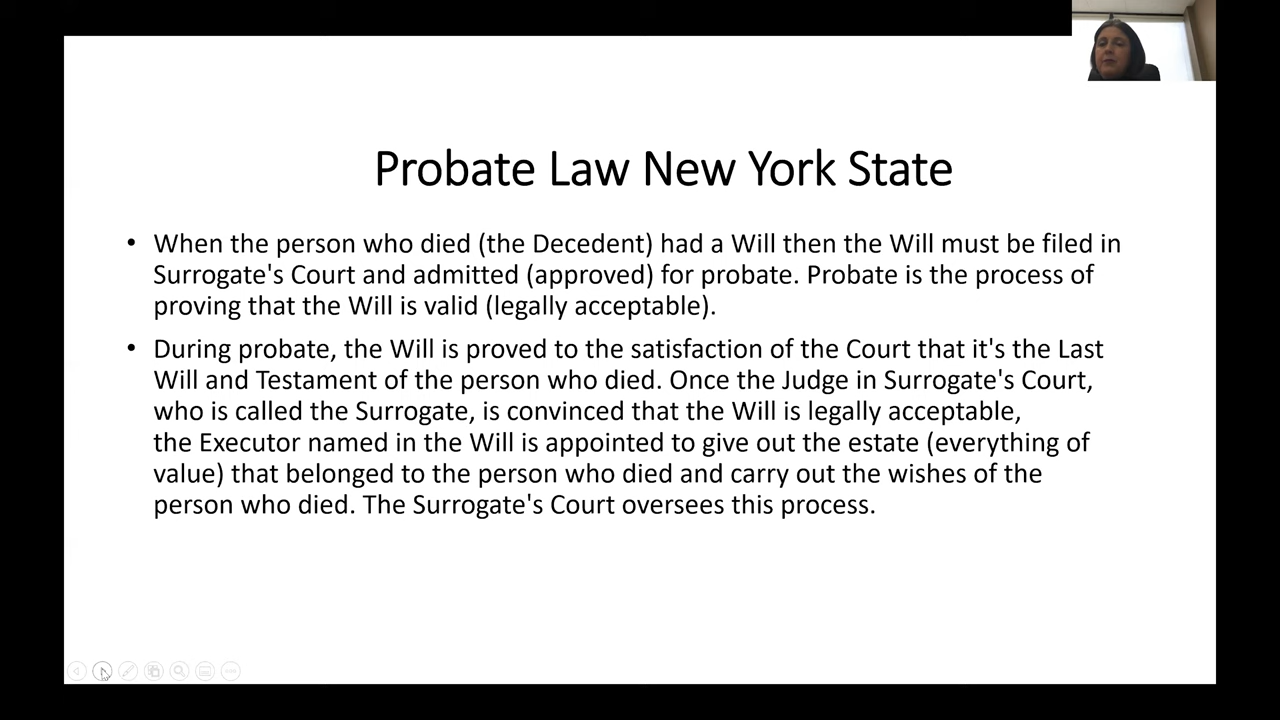 Probate Law New York State
• When the person who died (the Decedent) had a Will then the Will must be filed in
Surrogate's Court and admitted (approved) for probate. Probate is the process of
proving that the Will is valid (legally acceptable).
• During probate, the Will is proved to the satisfaction of the Court that it's the Last
Will and Testament of the person who died. Once the Judge in Surrogate's Court,
who is called the Surrogate, is convinced that the Will is legally acceptable,
the Executor named in the Will is appointed to give out the estate (everything of
value) that belonged to the person who died and carry out the wishes of the
person who died. The Surrogate's Court oversees this process.